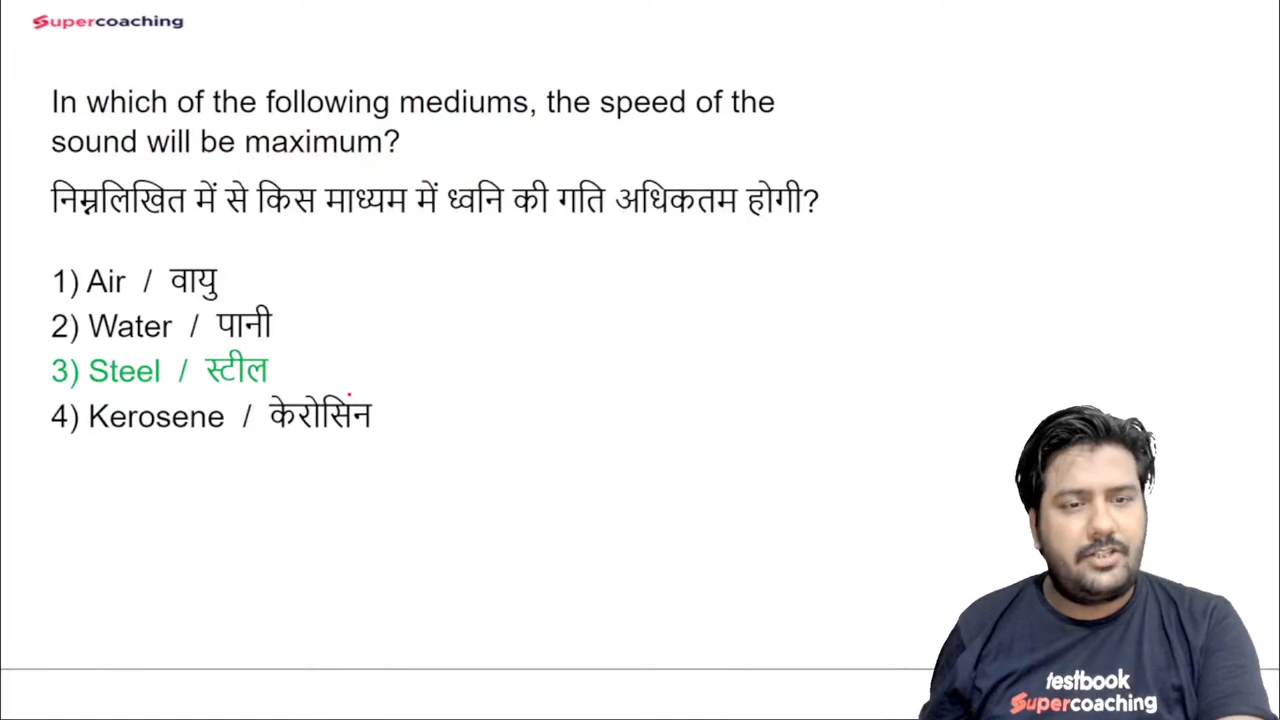 Supercoaching
In which of the following mediums, the speed of the
sound will be maximum?
निम्नलिखित में से किस माध्यम में ध्वनि की गति अधिकतम होगी?
1) Air / वायु
2) Water / पानी
3) Steel / स्टील
4) Kerosene / केरोसिन
testbook
Supercoaching